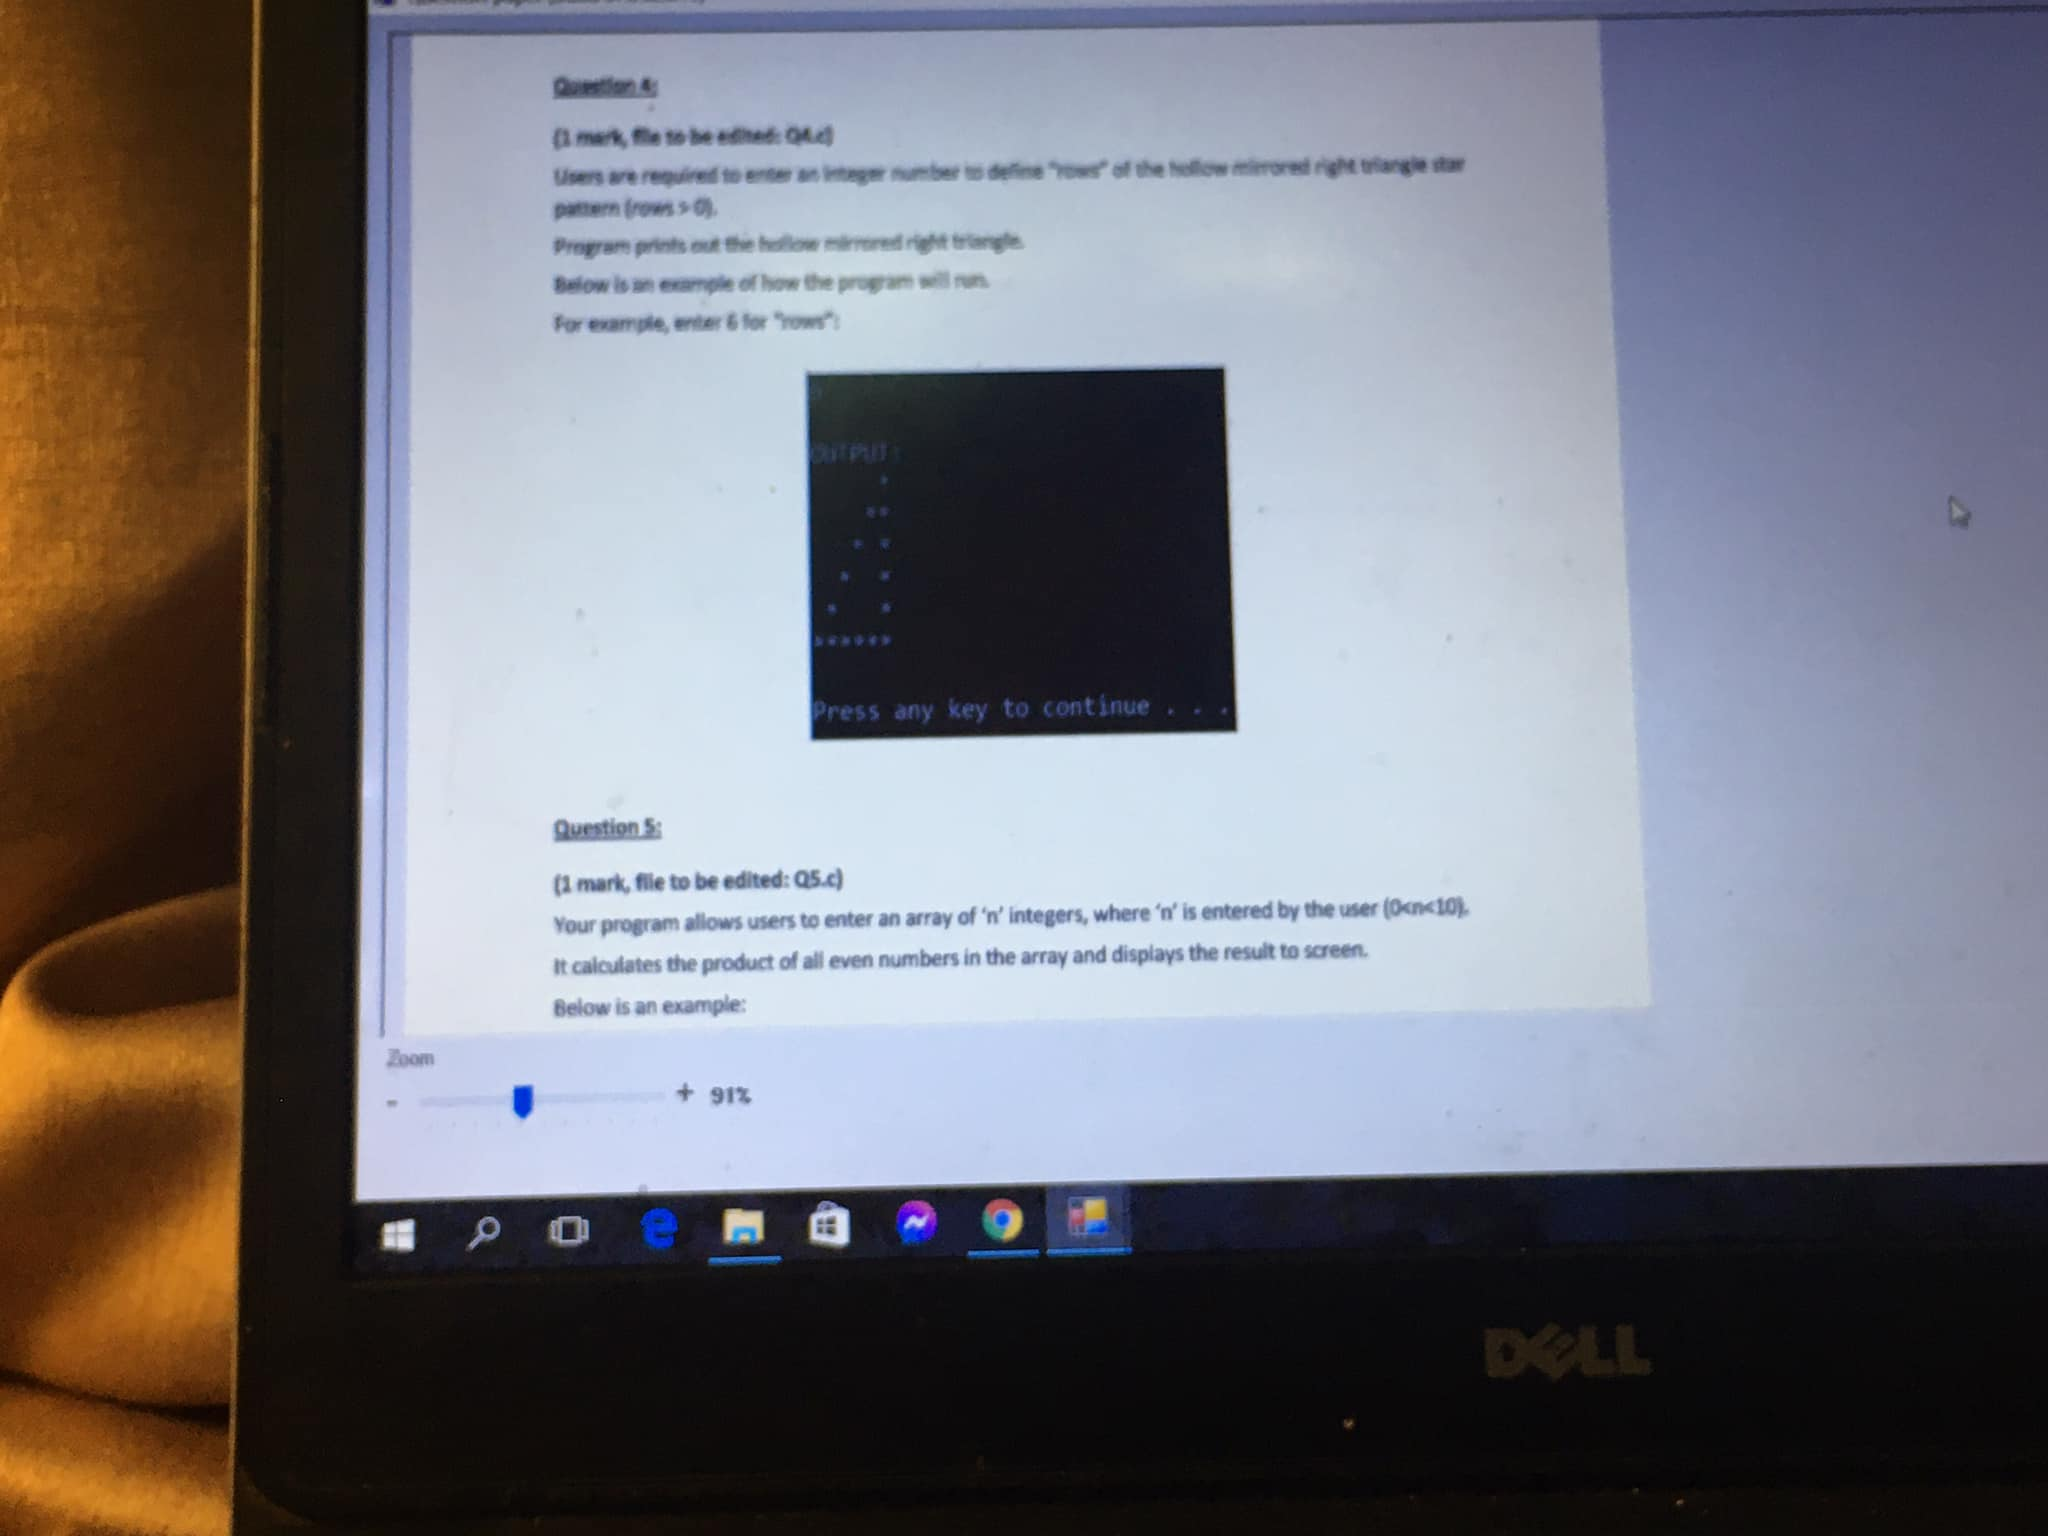 Question 4:
(1 mark, file to be edited: Q4.c)
Users are required to enter an integer number to define "rows" of the hollow mirrored right triangle star
pattern (rows > 0).
Program prints out the hollow mirrored right triangle.
Below is an example of how the program will run.
For example, enter 6 for "rows":
OUTPUT:
*
**
* *
*  *
*   *
******
Press any key to continue . . .
Question 5:
(1 mark, file to be edited: Q5.c)
Your program allows users to enter an array of 'n' integers, where 'n' is entered by the user (0<n<10).
It calculates the product of all even numbers in the array and displays the result to screen.
Below is an example:
Zoom
- + 91%
DELL